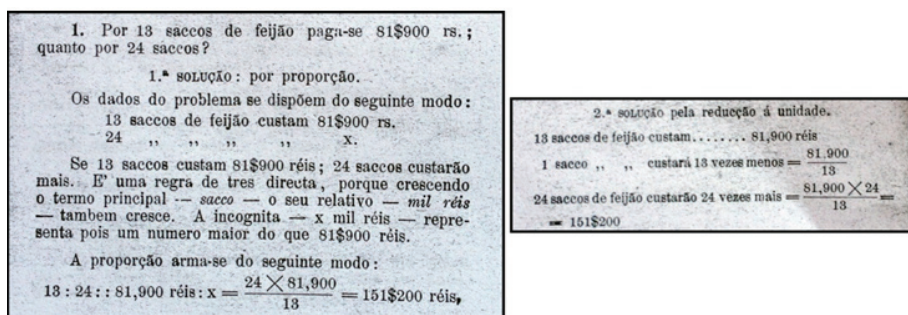 1. Por 13 saccos de feijão paga-se 81$900 rs.;
quanto por 24 saccos?
1.ª SOLUÇÃO: por proporção.
Os dados do problema se dispõem do seguinte modo:
13 saccos de feijão custam 81$900 rs.
24 ,, ,, ,, ,, x.
Se 13 saccos custam 81$900 réis; 24 saccos custarão
mais. E' uma regra de tres directa, porque crescendo
o termo principal — sacco — o seu relativo — mil réis
— tambem cresce. A incognita — x mil réis — repre-
senta pois um numero maior do que 81$900 réis.
A proporção arma-se do seguinte modo:
13 : 24 : : 81,900 réis : x = 24 × 81,900 / 13 = 151$200 réis,
2.ª SOLUÇÃO pela reducção á unidade.
13 saccos de feijão custam........ 81,900 réis
1 sacco ,, ,, custará 13 vezes menos = 81.900 / 13
24 saccos de feijão custarão 24 vezes mais = 81,900 × 24 / 13 =
= 151$200